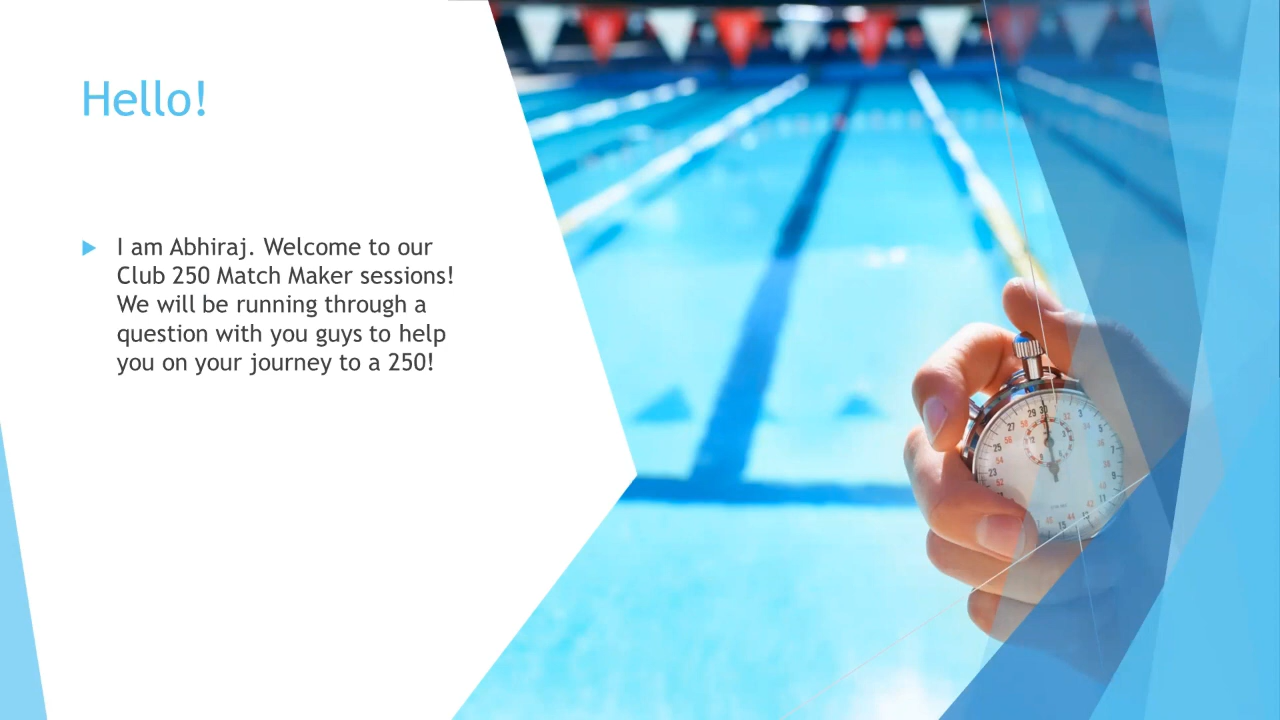 Hello!
I am Abhiraj. Welcome to our
Club 250 Match Maker sessions!
We will be running through a
question with you guys to help
you on your journey to a 250!